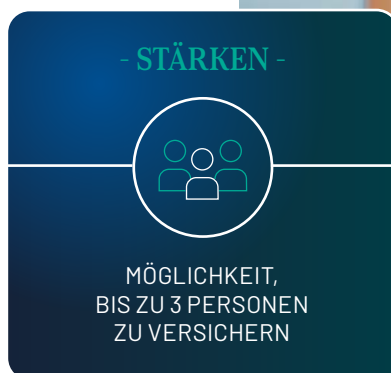 - STÄRKEN -
MÖGLICHKEIT,
BIS ZU 3 PERSONEN
ZU VERSICHERN